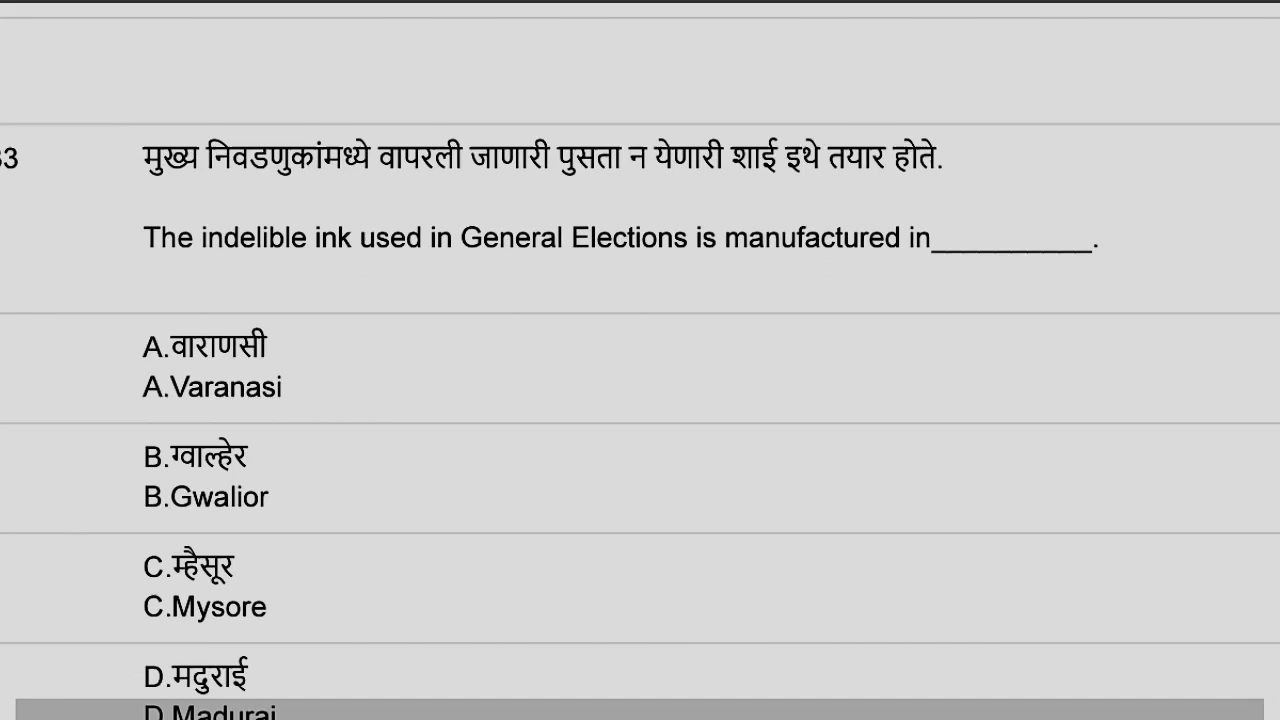 33
मुख्य निवडणुकांमध्ये वापरली जाणारी पुसता न येणारी शाई इथे तयार होते.
The indelible ink used in General Elections is manufactured in__________.
A.वाराणसी
A.Varanasi
B.ग्वाल्हेर
B.Gwalior
C.म्हैसूर
C.Mysore
D.मदुराई
D.Madurai